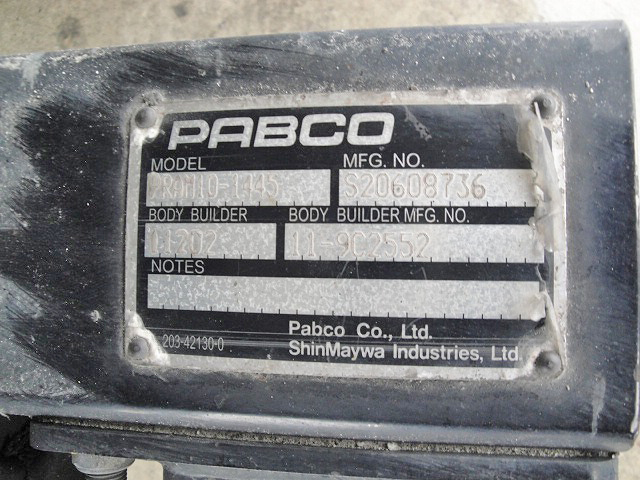 PABCO
MODEL MFG. NO.
S20608736
BODY BUILDER BODY BUILDER MFG. NO.
11202 11-9C2552
NOTES
203-42130-0
Pabco Co., Ltd.
ShinMaywa Industries, Ltd.